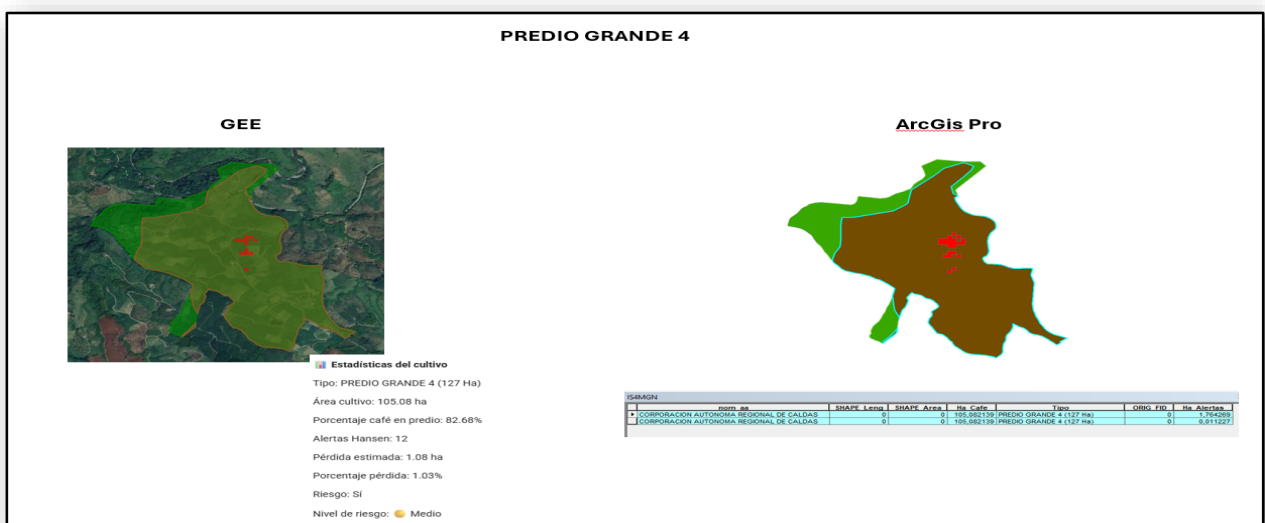 PREDIO GRANDE 4
GEE
ArcGis Pro
Estadísticas del cultivo
Tipo: PREDIO GRANDE 4 (127 Ha)
Área cultivo: 105.08 ha
Porcentaje café en predio: 82.68%
Alertas Hansen: 12
Pérdida estimada: 1.08 ha
Porcentaje pérdida: 1.03%
Riesgo: Sí
Nivel de riesgo: Medio
IS4MGN
nom_aa SHAPE_Leng SHAPE_Area Ha_Cafe Tipo ORIG_FID Ha_Alertas
CORPORACION AUTONOMA REGIONAL DE CALDAS 0 0 105,082139 PREDIO GRANDE 4 (127 Ha) 0 1,764269
CORPORACION AUTONOMA REGIONAL DE CALDAS 0 0 105,082139 PREDIO GRANDE 4 (127 Ha) 0 0,011227